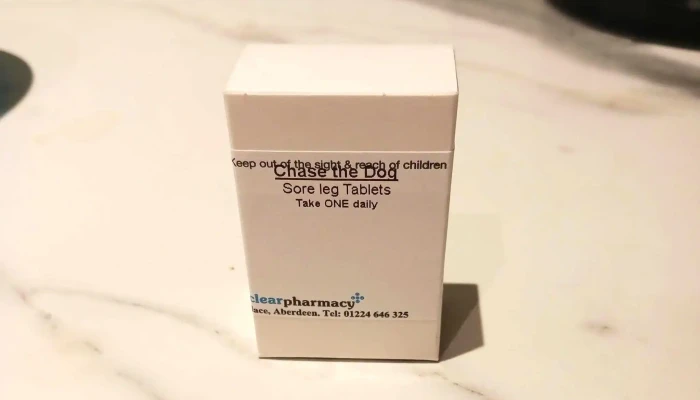 Keep out of the sight & reach of children
Chase the Dog
Sore leg Tablets
Take ONE daily
clearpharmacy
lace, Aberdeen. Tel: 01224 646 325